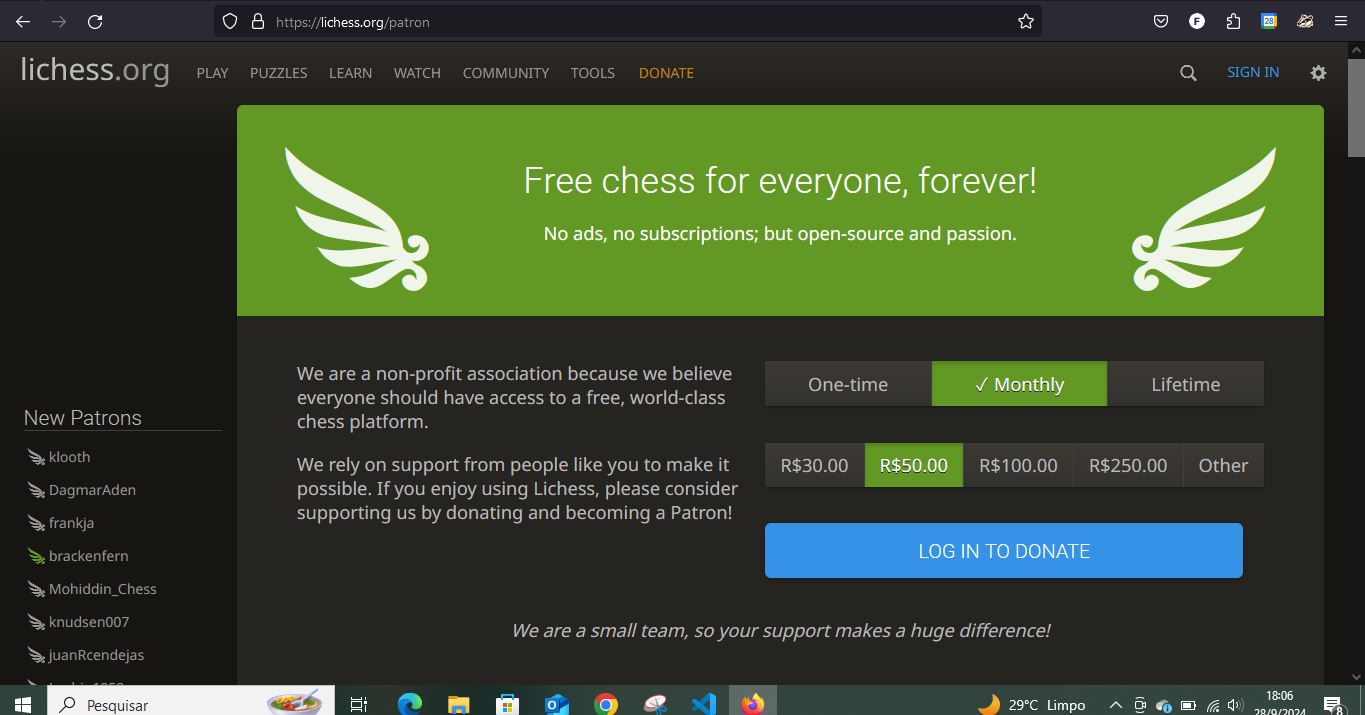 https://lichess.org/patron
F
28
lichess.org
PLAY
PUZZLES
LEARN
WATCH
COMMUNITY
TOOLS
DONATE
SIGN IN
Free chess for everyone, forever!
No ads, no subscriptions; but open-source and passion.
We are a non-profit association because we believe
everyone should have access to a free, world-class
chess platform.
We rely on support from people like you to make it
possible. If you enjoy using Lichess, please consider
supporting us by donating and becoming a Patron!
One-time
✓ Monthly
Lifetime
R$30.00
R$50.00
R$100.00
R$250.00
Other
LOG IN TO DONATE
We are a small team, so your support makes a huge difference!
New Patrons
klooth
DagmarAden
frankja
brackenfern
Mohiddin_Chess
knudsen007
juanRcendejas
Pesquisar
29°C Limpo
18:06
28/9/2024
8